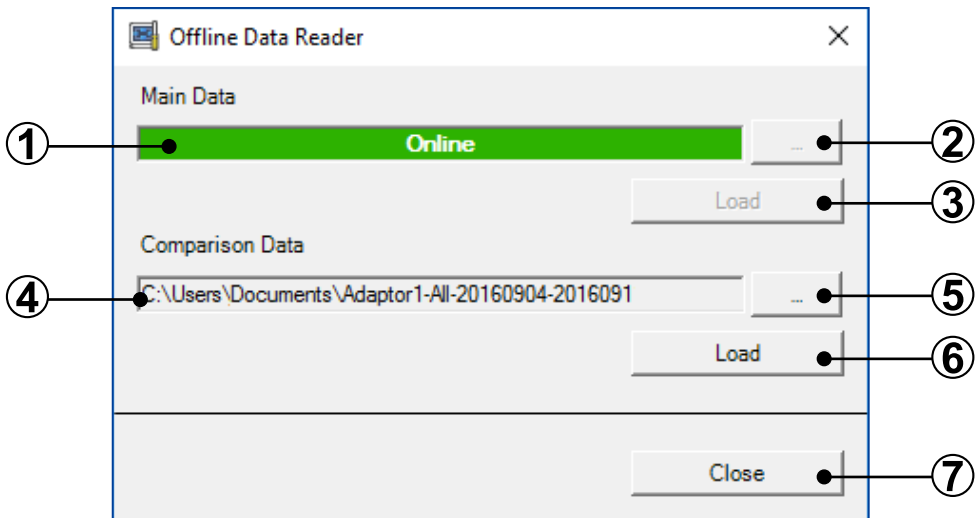 Offline Data Reader
Main Data
1 Online ... 2
Load 3
Comparison Data
4 C:\Users\Documents\Adaptor1-All-20160904-2016091 ... 5
Load 6
Close 7